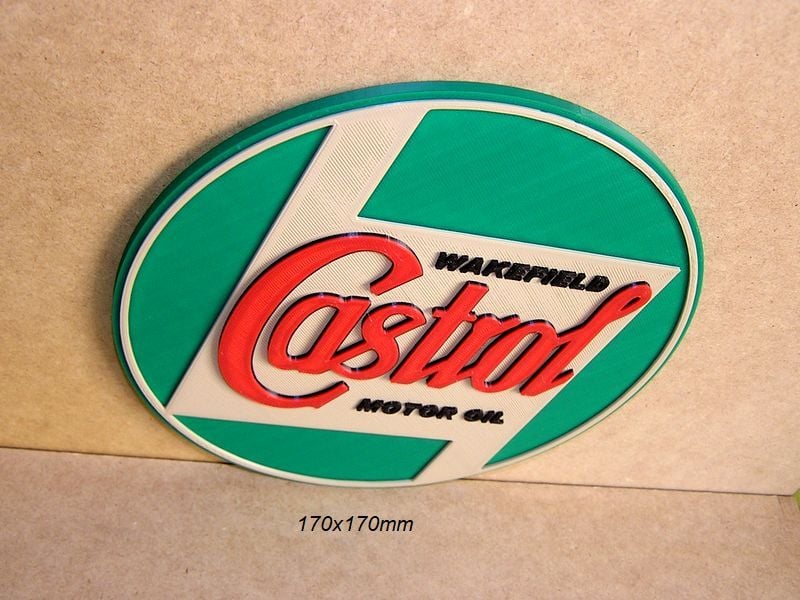 WAKEFIELD
Castrol
MOTOR OIL
170x170mm